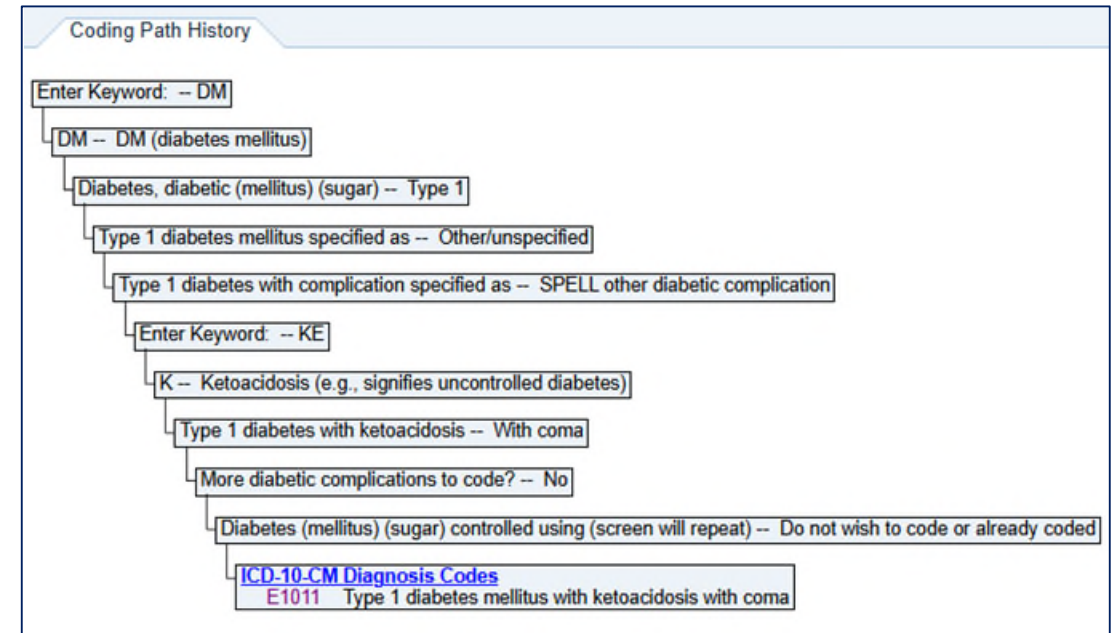 Coding Path History
Enter Keyword: -- DM
DM -- DM (diabetes mellitus)
Diabetes, diabetic (mellitus) (sugar) -- Type 1
Type 1 diabetes mellitus specified as -- Other/unspecified
Type 1 diabetes with complication specified as -- SPELL other diabetic complication
Enter Keyword: -- KE
K -- Ketoacidosis (e.g., signifies uncontrolled diabetes)
Type 1 diabetes with ketoacidosis -- With coma
More diabetic complications to code? -- No
Diabetes (mellitus) (sugar) controlled using (screen will repeat) -- Do not wish to code or already coded
ICD-10-CM Diagnosis Codes
E1011 Type 1 diabetes mellitus with ketoacidosis with coma